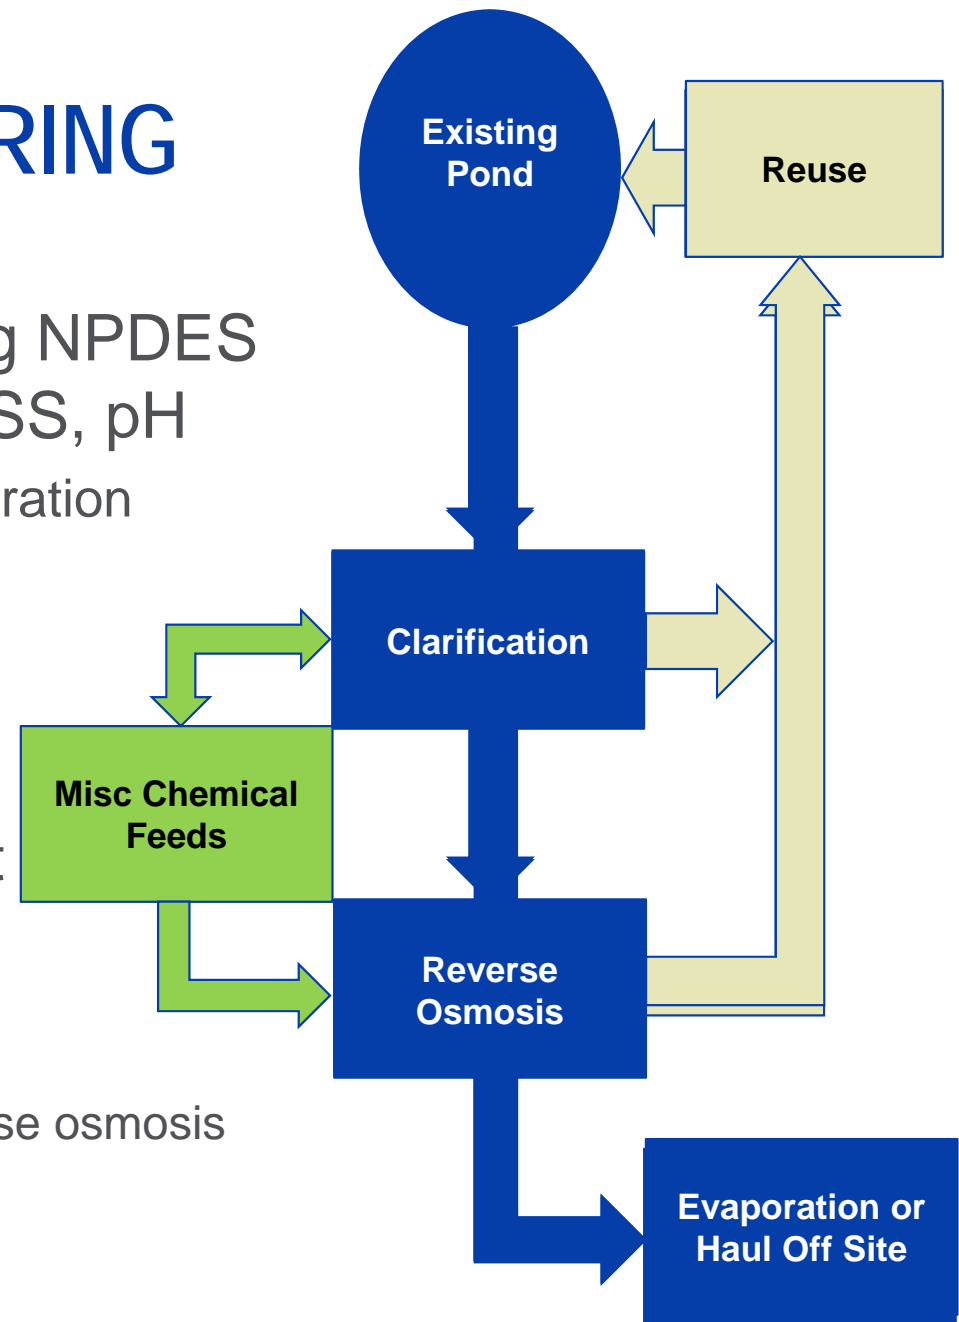 RING
g NPDES
SS, pH
ration
t
se osmosis
Existing
Pond
Reuse
Clarification
Misc Chemical
Feeds
Reverse
Osmosis
Evaporation or
Haul Off Site